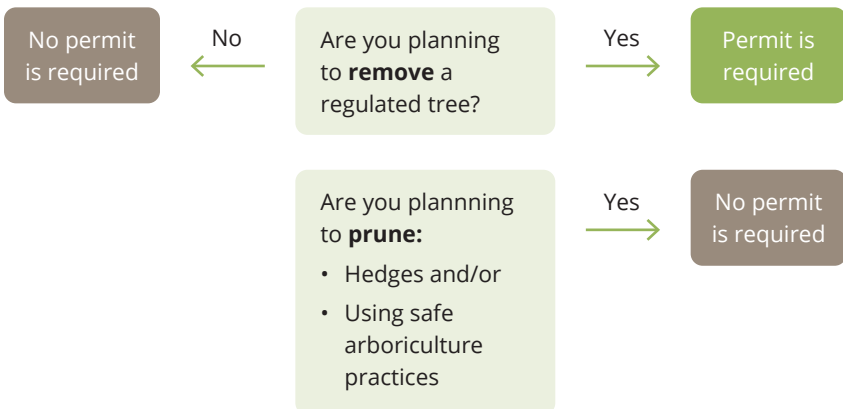 No permit
is required
No
Are you planning
to remove a
regulated tree?
Yes
Permit is
required
Are you plannning
to prune:
• Hedges and/or
• Using safe
arboriculture
practices
Yes
No permit
is required